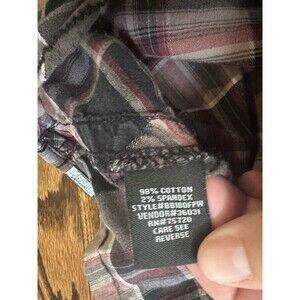 98% COTTON
2% SPANDEX
STYLE#BB180FPW
VENDOR#36031
RN#75720
CARE SEE
REVERSE